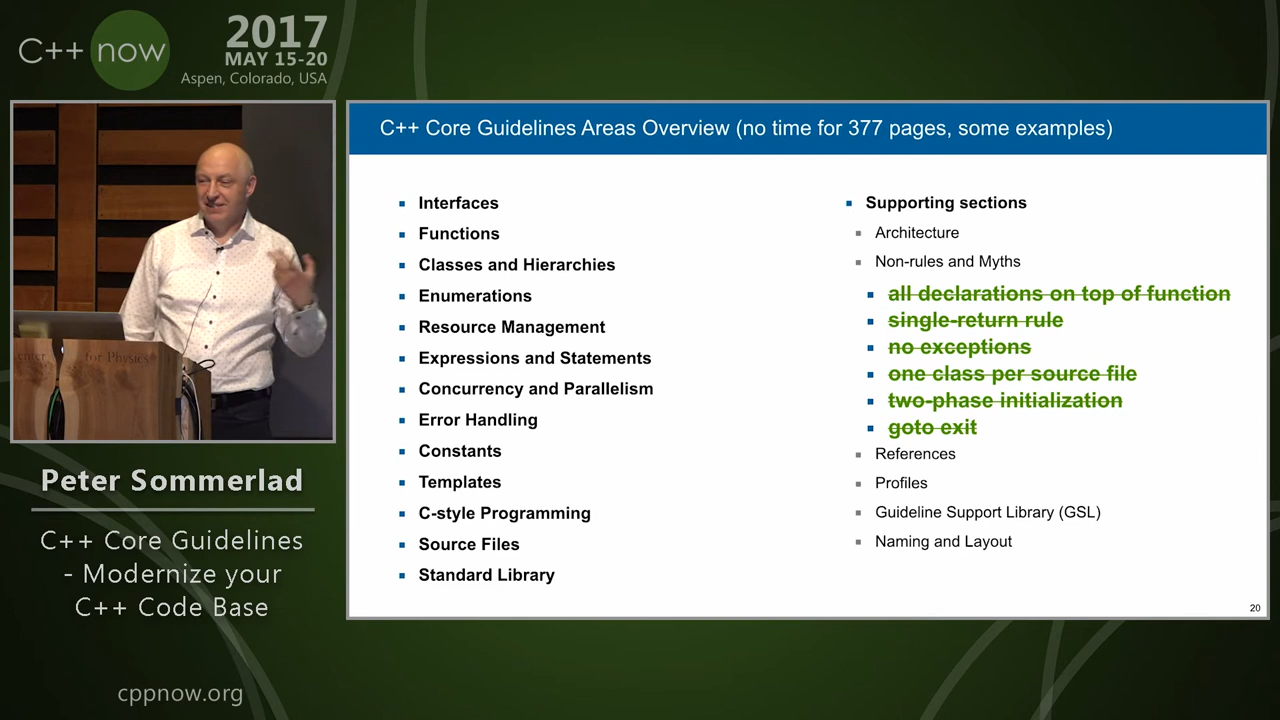 C++ now
2017
MAY 15-20
Aspen, Colorado, USA
C++ Core Guidelines Areas Overview (no time for 377 pages, some examples)
Interfaces
Functions
Classes and Hierarchies
Enumerations
Resource Management
Expressions and Statements
Concurrency and Parallelism
Error Handling
Constants
Templates
C-style Programming
Source Files
Standard Library
Supporting sections
Architecture
Non-rules and Myths
all declarations on top of function
single-return rule
no exceptions
one class per source file
two-phase initialization
goto exit
References
Profiles
Guideline Support Library (GSL)
Naming and Layout
20
for Physics
Peter Sommerlad
C++ Core Guidelines
- Modernize your
C++ Code Base
cppnow.org